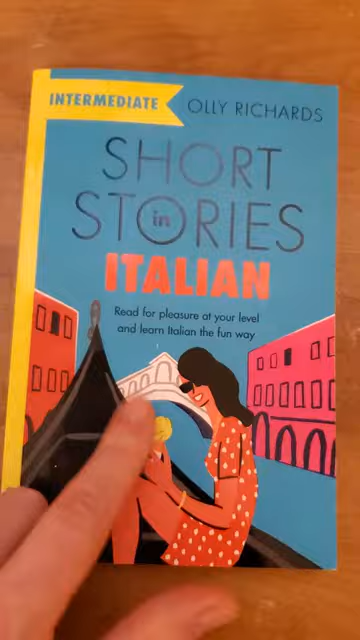 INTERMEDIATE
OLLY RICHARDS
SHORT
STORIES
in
ITALIAN
Read for pleasure at your level
and learn Italian the fun way